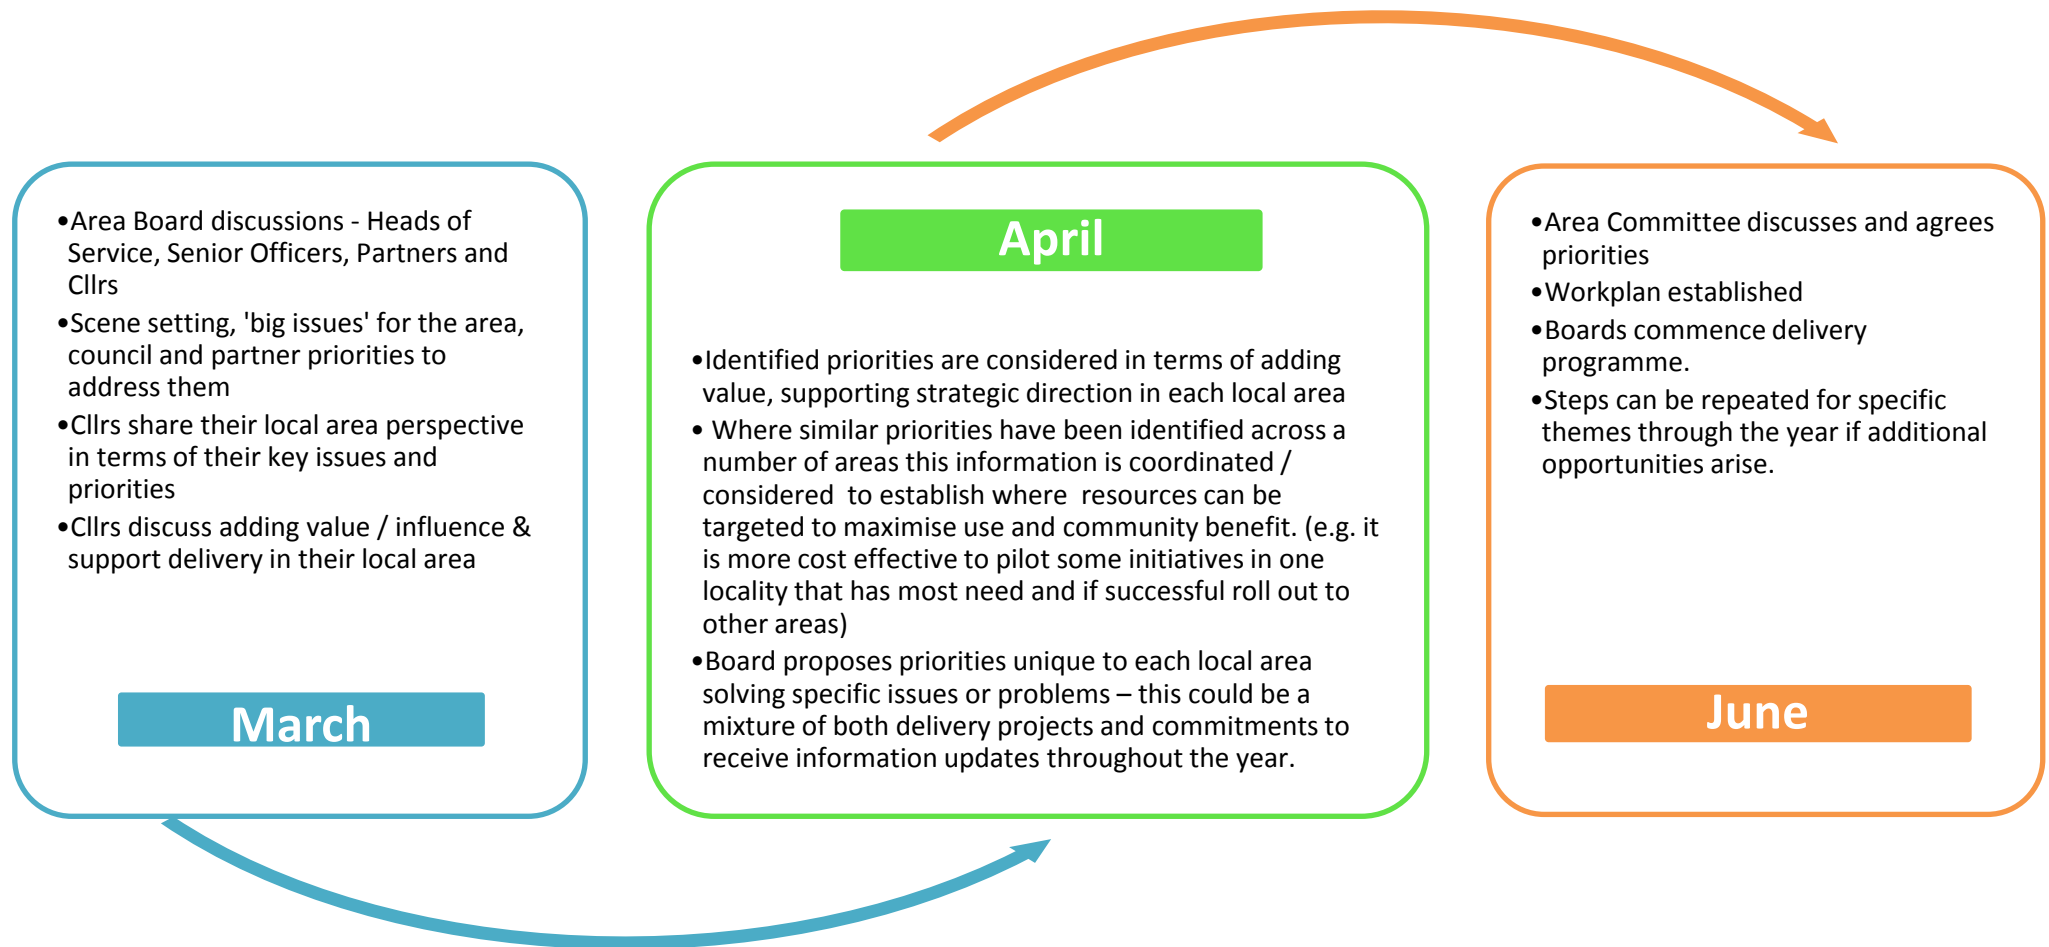 •Area Board discussions - Heads of
Service, Senior Officers, Partners and
Cllrs
•Scene setting, 'big issues' for the area,
council and partner priorities to
address them
•Cllrs share their local area perspective
in terms of their key issues and
priorities
•Cllrs discuss adding value / influence &
support delivery in their local area
March
April
•Identified priorities are considered in terms of adding
value, supporting strategic direction in each local area
• Where similar priorities have been identified across a
number of areas this information is coordinated /
considered to establish where resources can be
targeted to maximise use and community benefit. (e.g. it
is more cost effective to pilot some initiatives in one
locality that has most need and if successful roll out to
other areas)
•Board proposes priorities unique to each local area
solving specific issues or problems – this could be a
mixture of both delivery projects and commitments to
receive information updates throughout the year.
•Area Committee discusses and agrees
priorities
•Workplan established
•Boards commence delivery
programme.
•Steps can be repeated for specific
themes through the year if additional
opportunities arise.
June